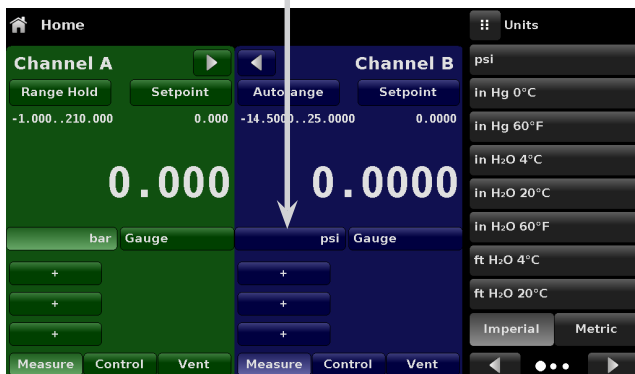 Home
Channel A
Range Hold Setpoint
-1.000..210.000 0.000
0.000
bar Gauge
+
+
+
Measure Control Vent
Channel B
Autorange Setpoint
-14.5000..25.0000 0.0000
0.0000
psi Gauge
+
+
+
Measure Control Vent
Units
psi
in Hg 0°C
in Hg 60°F
in H₂O 4°C
in H₂O 20°C
in H₂O 60°F
ft H₂O 4°C
ft H₂O 20°C
Imperial Metric